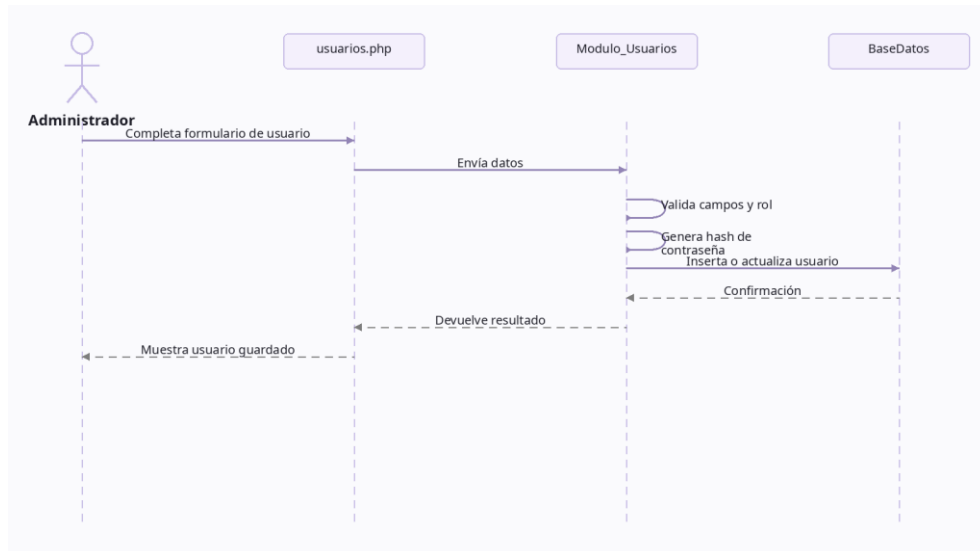 usuarios.php
Modulo_Usuarios
BaseDatos
Administrador
Completa formulario de usuario
Envía datos
Valida campos y rol
Genera hash de
contraseña
Inserta o actualiza usuario
Confirmación
Devuelve resultado
Muestra usuario guardado